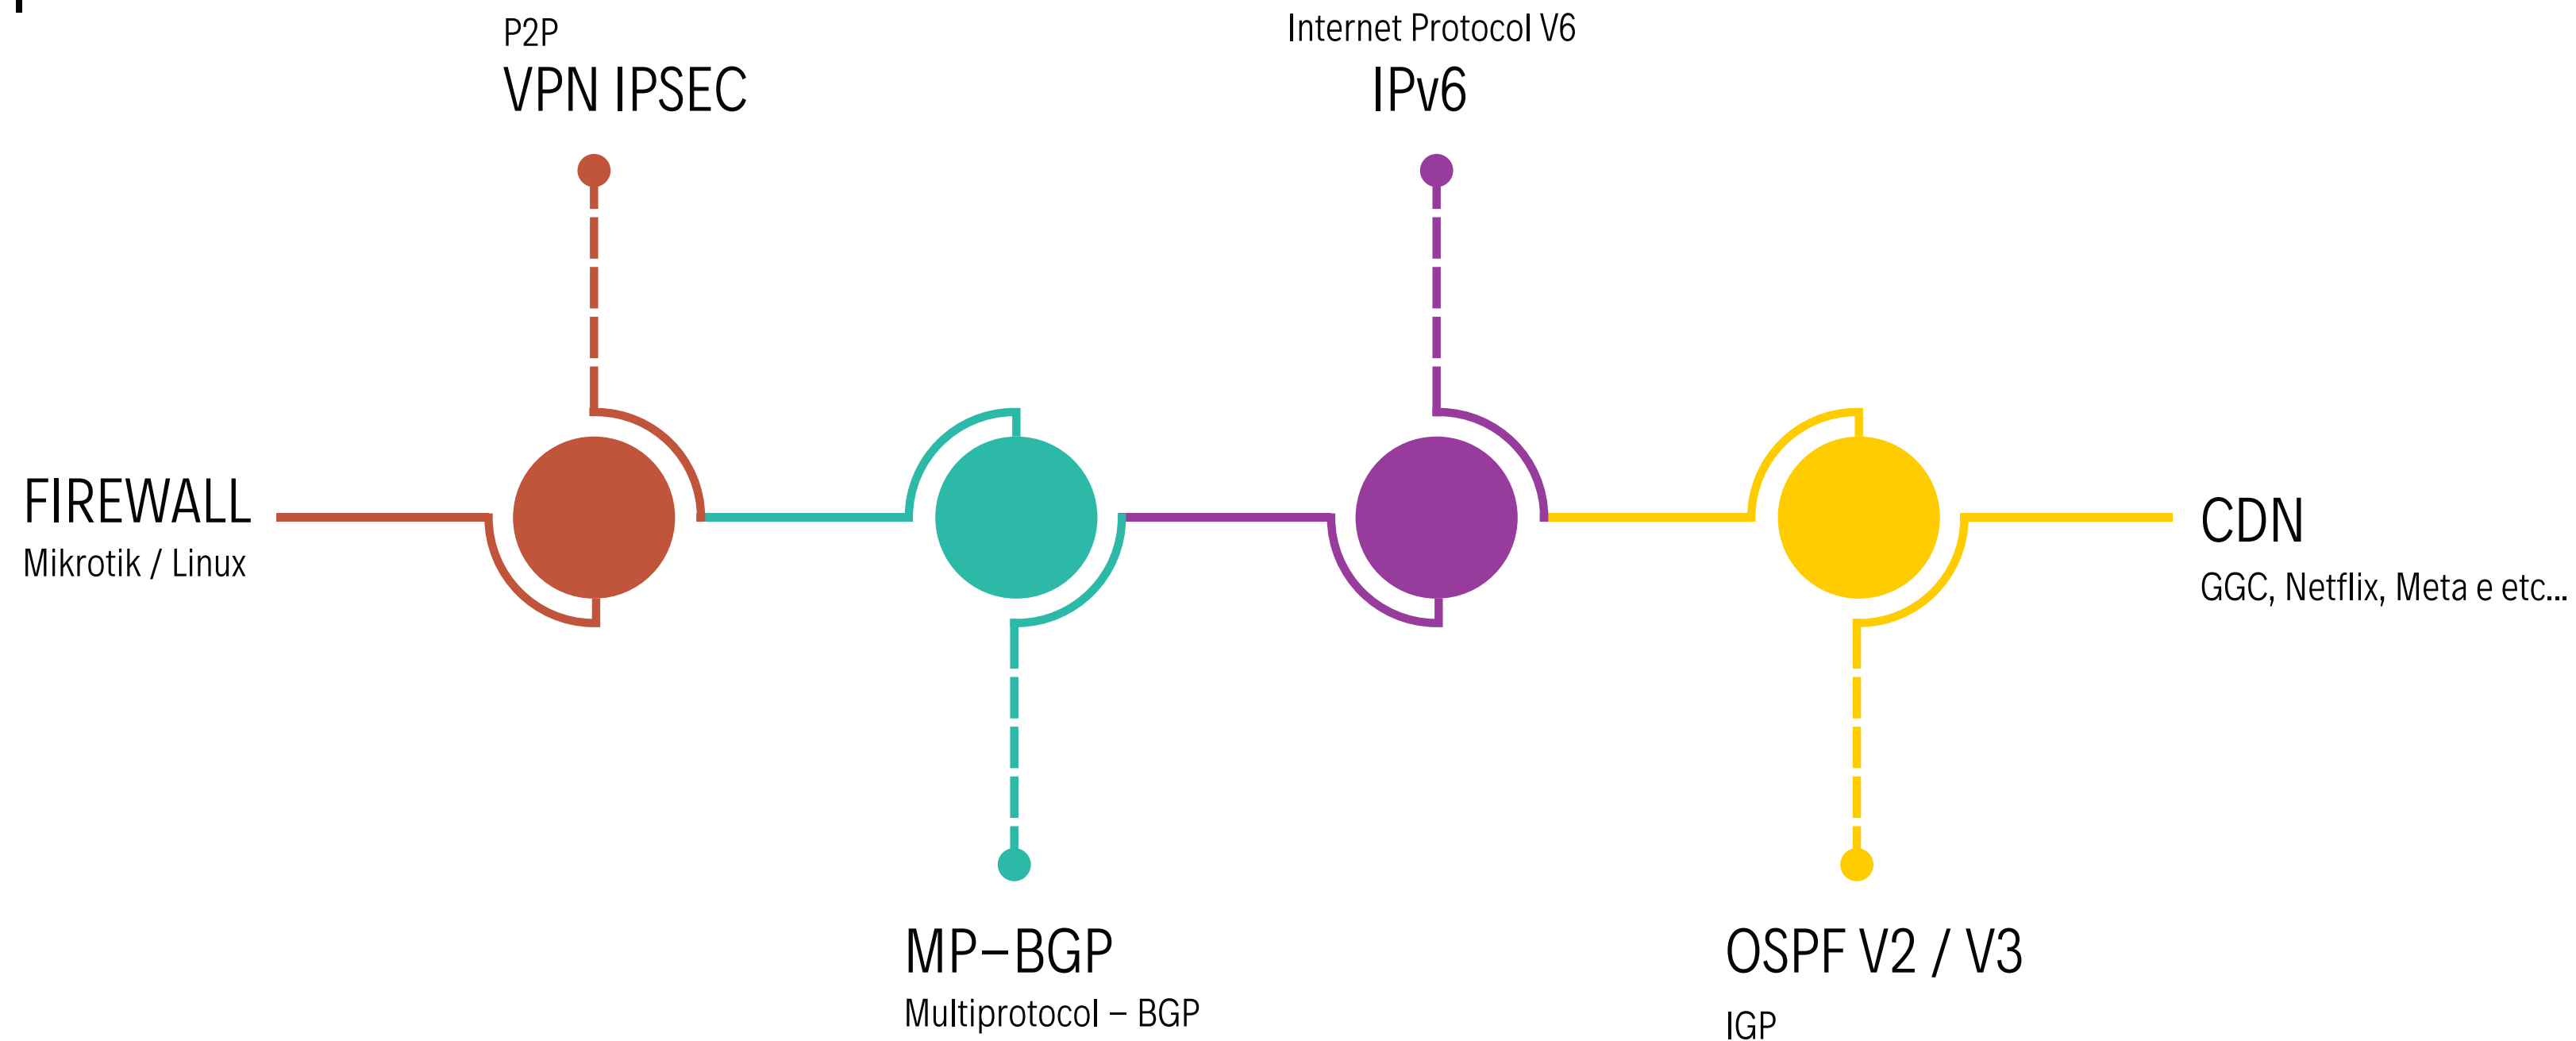 P2P
VPN IPSEC
Internet Protocol V6
IPv6
FIREWALL
Mikrotik / Linux
CDN
GGC, Netflix, Meta e etc...
MP–BGP
Multiprotocol – BGP
OSPF V2 / V3
IGP